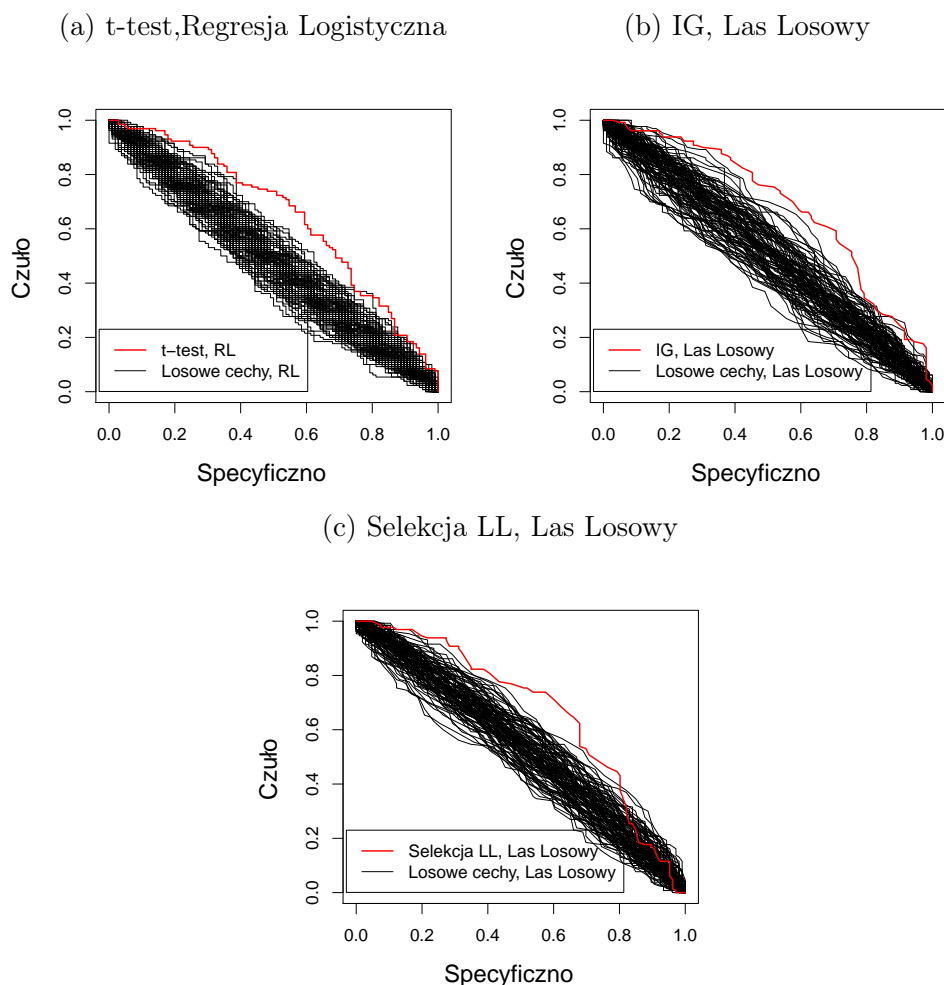 (a) t-test,Regresja Logistyczna
(b) IG, Las Losowy
Czuło
1.0
0.8
0.6
0.4
0.2
0.0
t−test, RL
Losowe cechy, RL
0.0 0.2 0.4 0.6 0.8 1.0
Specyficzno
Czuło
1.0
0.8
0.6
0.4
0.2
0.0
IG, Las Losowy
Losowe cechy, Las Losowy
0.0 0.2 0.4 0.6 0.8 1.0
Specyficzno
(c) Selekcja LL, Las Losowy
Czuło
1.0
0.8
0.6
0.4
0.2
0.0
Selekcja LL, Las Losowy
Losowe cechy, Las Losowy
0.0 0.2 0.4 0.6 0.8 1.0
Specyficzno